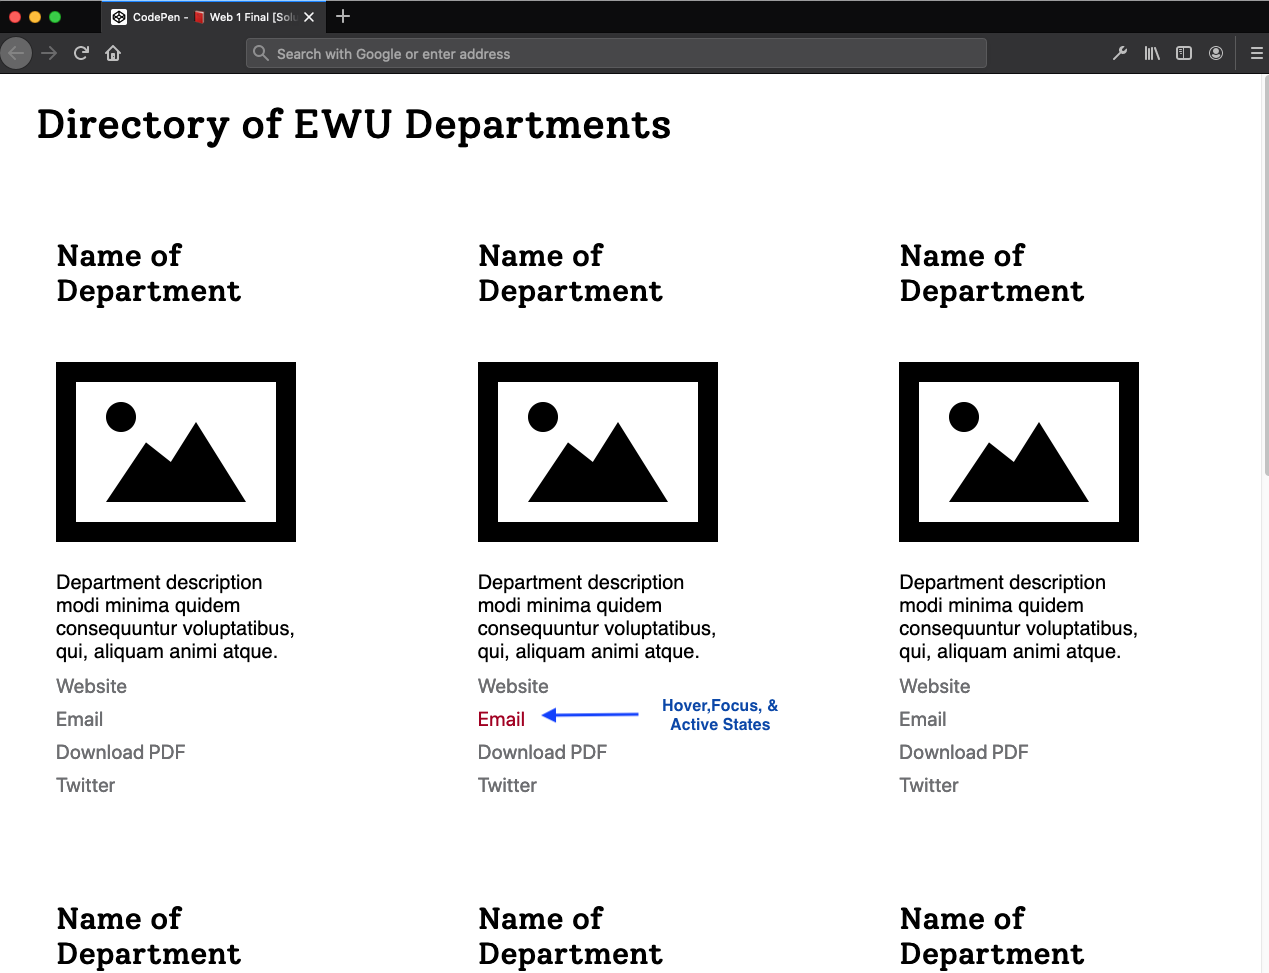 CodePen - 📕 Web 1 Final [Solu
Search with Google or enter address
Directory of EWU Departments
Name of
Department
Name of
Department
Name of
Department
Department description
modi minima quidem
consequuntur voluptatibus,
qui, aliquam animi atque.
Website
Email
Download PDF
Twitter
Department description
modi minima quidem
consequuntur voluptatibus,
qui, aliquam animi atque.
Website
Email
Download PDF
Twitter
Hover,Focus, &
Active States
Department description
modi minima quidem
consequuntur voluptatibus,
qui, aliquam animi atque.
Website
Email
Download PDF
Twitter
Name of
Department
Name of
Department
Name of
Department